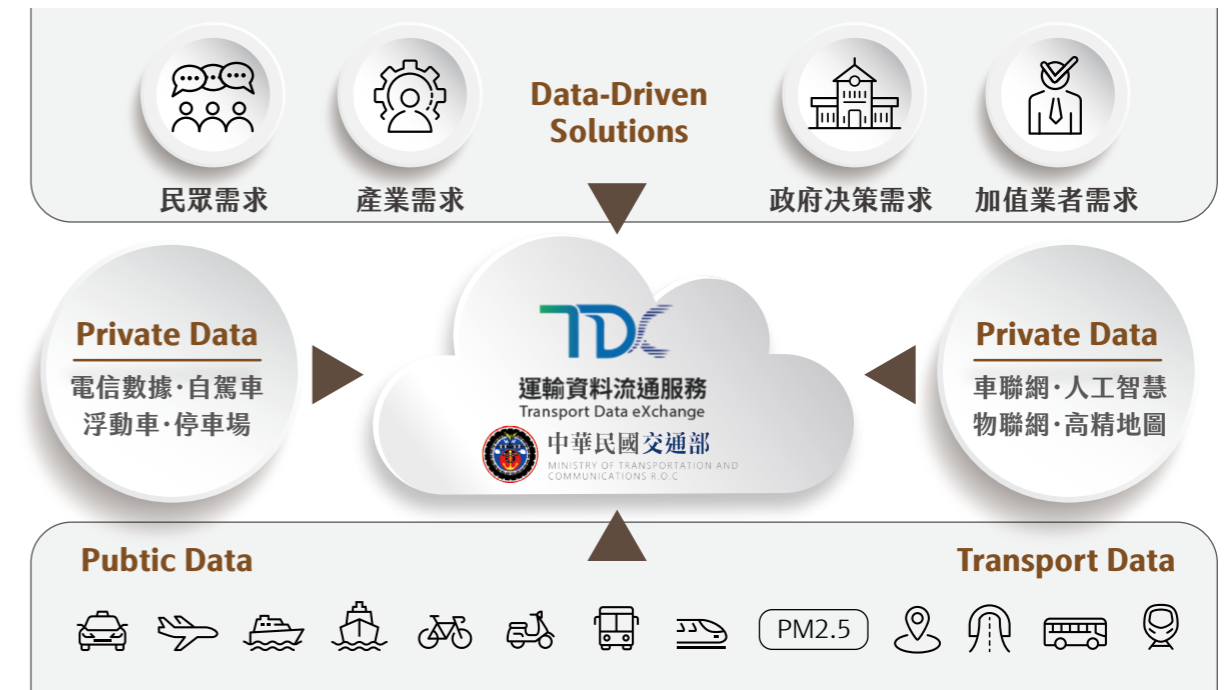 Data-Driven
Solutions
民眾需求
產業需求
政府決策需求
加值業者需求
Private Data
電信數據·自駕車
浮動車·停車場
TDX
運輸資料流通服務
Transport Data eXchange
中華民國交通部
MINISTRY OF TRANSPORTATION AND
COMMUNICATIONS R.O.C
Private Data
車聯網·人工智慧
物聯網·高精地圖
Pubtic Data
Transport Data
PM2.5